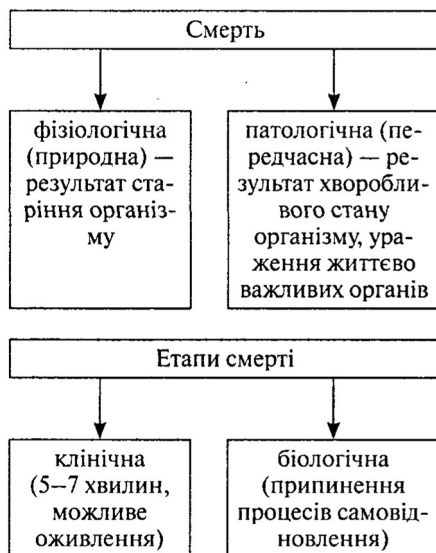 Смерть
фізіологічна
(природна) —
результат ста-
ріння організ-
му
патологічна (пе-
редчасна) — ре-
зультат хворобли-
вого стану
організму, ура-
ження життєво
важливих органів
Етапи смерті
клінічна
(5–7 хвилин,
можливе
оживлення)
біологічна
(припинення
процесів самовід-
новлення)